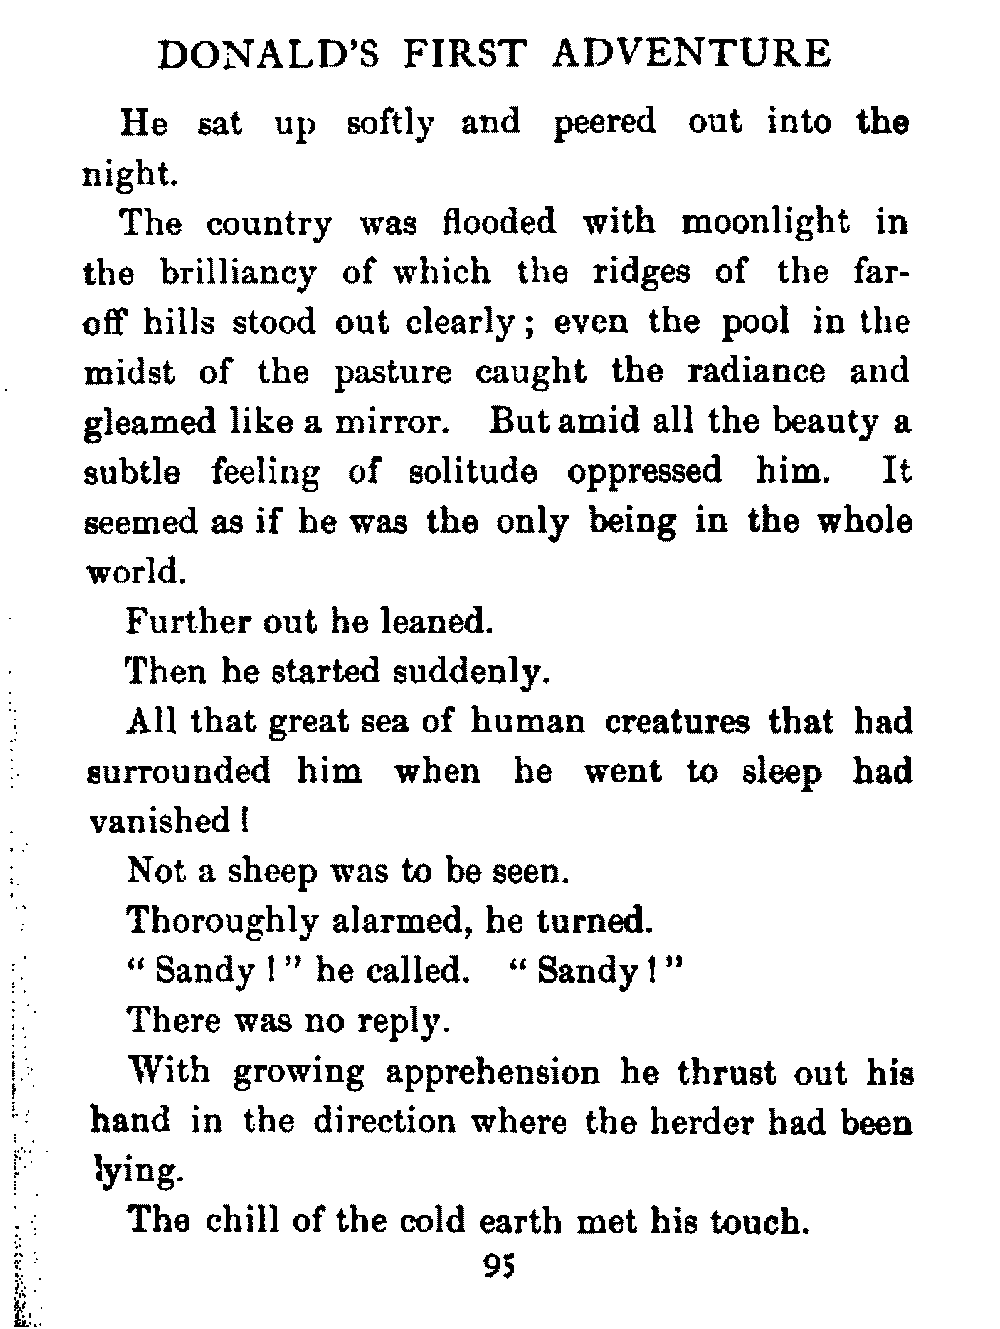 DONALD'S FIRST ADVENTURE
He sat up softly and peered out into the
night.
The country was flooded with moonlight in
the brilliancy of which the ridges of the far-
off hills stood out clearly; even the pool in the
midst of the pasture caught the radiance and
gleamed like a mirror. But amid all the beauty a
subtle feeling of solitude oppressed him. It
seemed as if he was the only being in the whole
world.
Further out he leaned.
Then he started suddenly.
All that great sea of human creatures that had
surrounded him when he went to sleep had
vanished!
Not a sheep was to be seen.
Thoroughly alarmed, he turned.
"Sandy!" he called. "Sandy!"
There was no reply.
With growing apprehension he thrust out his
hand in the direction where the herder had been
lying.
The chill of the cold earth met his touch.
95